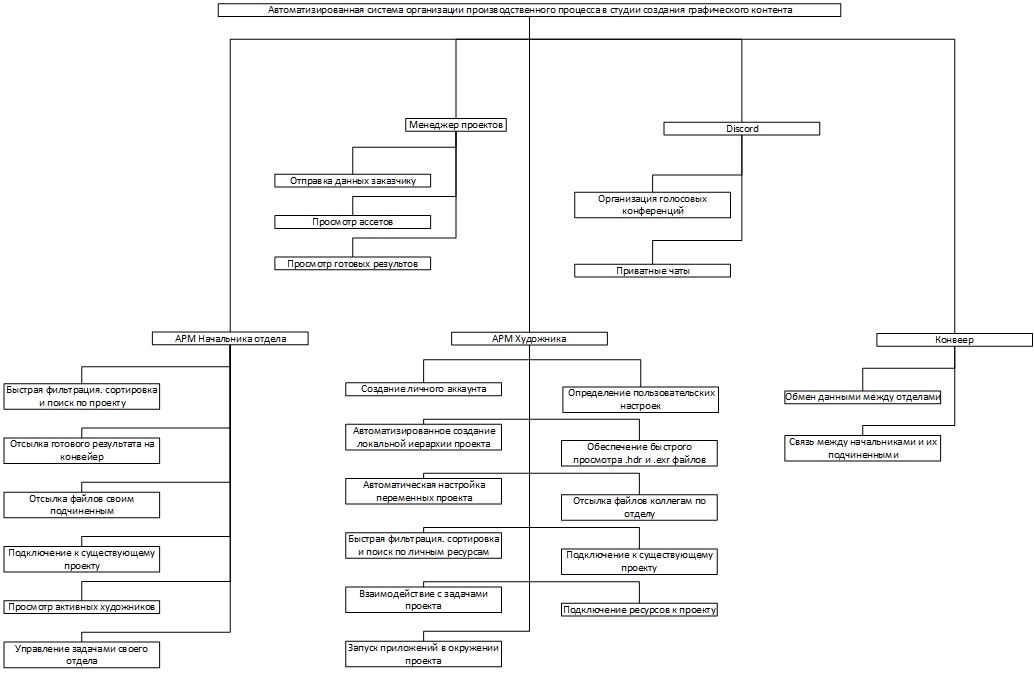 Автоматизированная система организации производственного процесса в студии создания графического контента
Менеджер проектов
Отправка данных заказчику
Просмотр ассетов
Просмотр готовых результов
Discord
Организация голосовых
конференций
Приватные чаты
АРМ Начальника отдела
Быстрая фильтрация. сортировка
и поиск по проекту
Отсылка готового результата на
конвейер
Отсылка файлов своим
подчиненным
Подключение к существующему
проекту
Просмотр активных художников
Управление задачами своего
отдела
АРМ Художника
Создание личного аккаунта
Определение пользовательских
настроек
Автоматизированное создание
локальной иерархии проекта
Обеспечение быстрого
просмотра .hdr и .exr файлов
Автоматическая настройка
переменных проекта
Отсылка файлов коллегам по
отделу
Быстрая фильтрация. сортировка
и поиск по личным ресурсам
Подключение к существующему
проекту
Взаимодействие с задачами
проекта
Подключение ресурсов к проекту
Запуск приложений в окружении
проекта
Конвеер
Обмен данными между отделами
Связь между начальниками и их
подчиненными